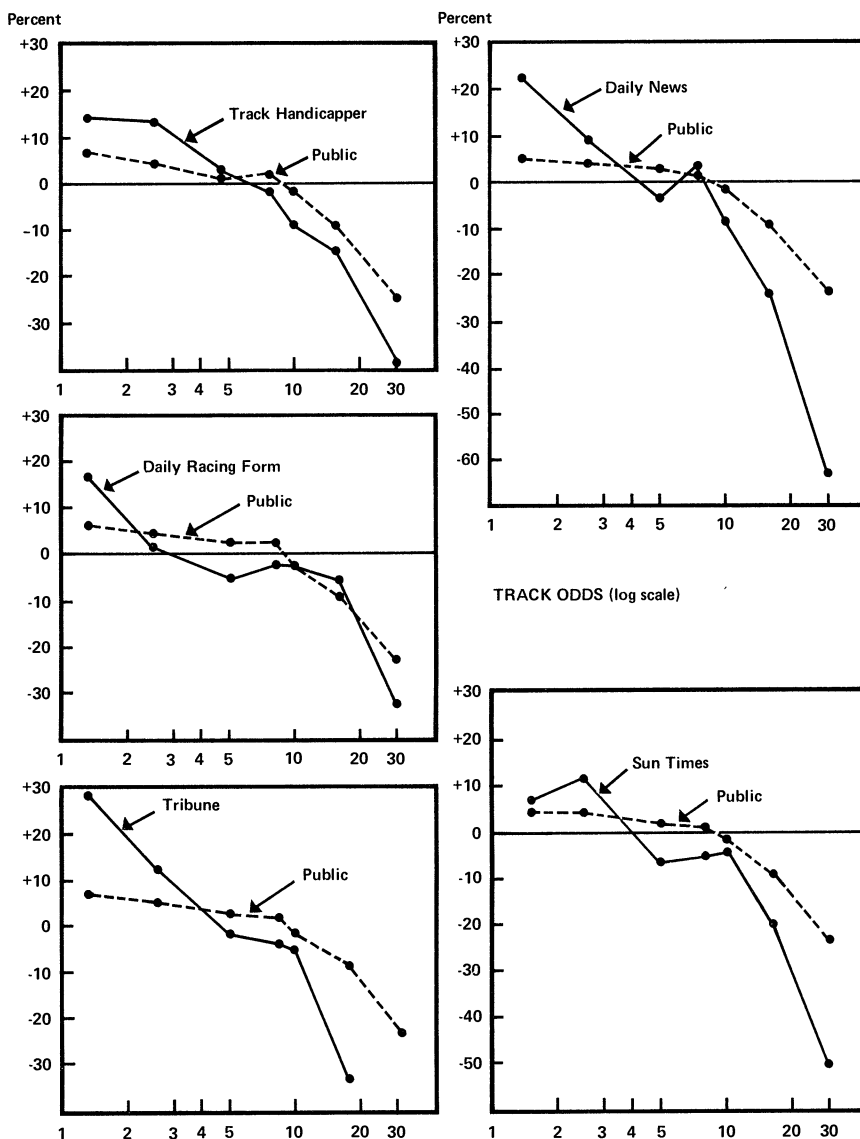 Percent
+30
+20
+10
0
-10
-20
-30
Track Handicapper
Public
1 2 3 4 5 10 20 30
+30
+20
+10
0
-10
-20
-30
Daily Racing Form
Public
1 2 3 4 5 10 20 30
+30
+20
+10
0
-10
-20
-30
Tribune
Public
1 2 3 4 5 10 20 30
Percent
+30
+20
+10
0
-10
-20
-30
-40
-50
-60
Daily News
Public
1 2 3 4 5 10 20 30
TRACK ODDS (log scale)
+30
+20
+10
0
-10
-20
-30
-40
-50
Sun Times
Public
1 2 3 4 5 10 20 30